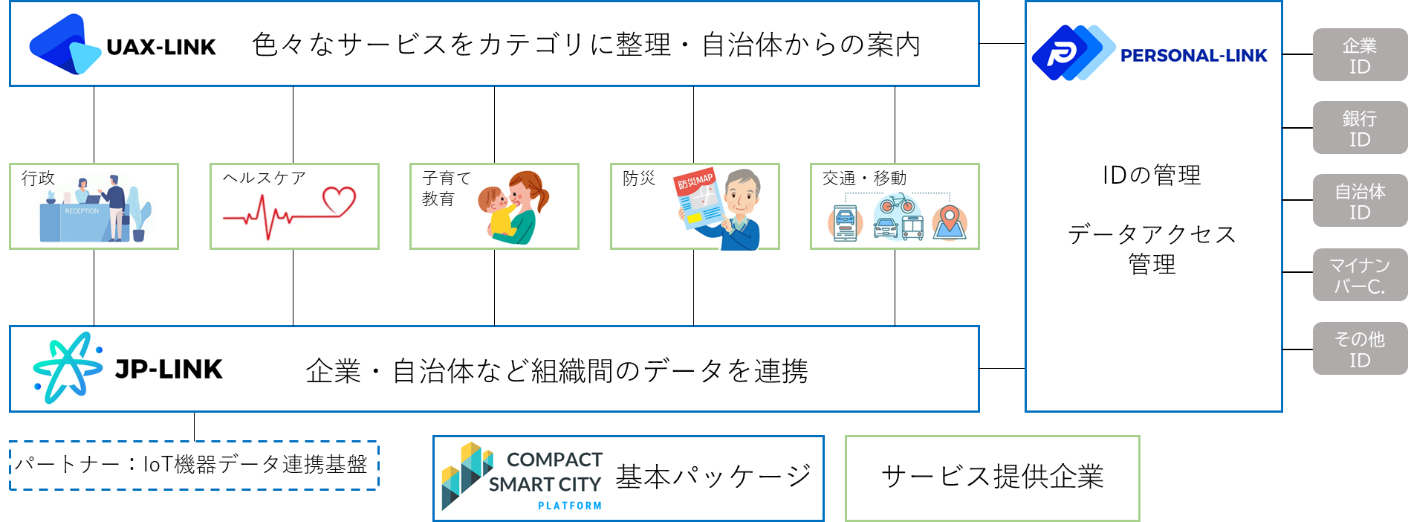 UAX-LINK 色々なサービスをカテゴリに整理・自治体からの案内
PERSONAL-LINK
IDの管理
データアクセス
管理
企業
ID
銀行
ID
自治体
ID
マイナン
バーC.
その他
ID
行政
RECEPTION
ヘルスケア
子育て
教育
防災
防災MAP
交通・移動
JP-LINK 企業・自治体など組織間のデータを連携
パートナー：IoT機器データ連携基盤
COMPACT
SMART CITY
PLATFORM
基本パッケージ
サービス提供企業